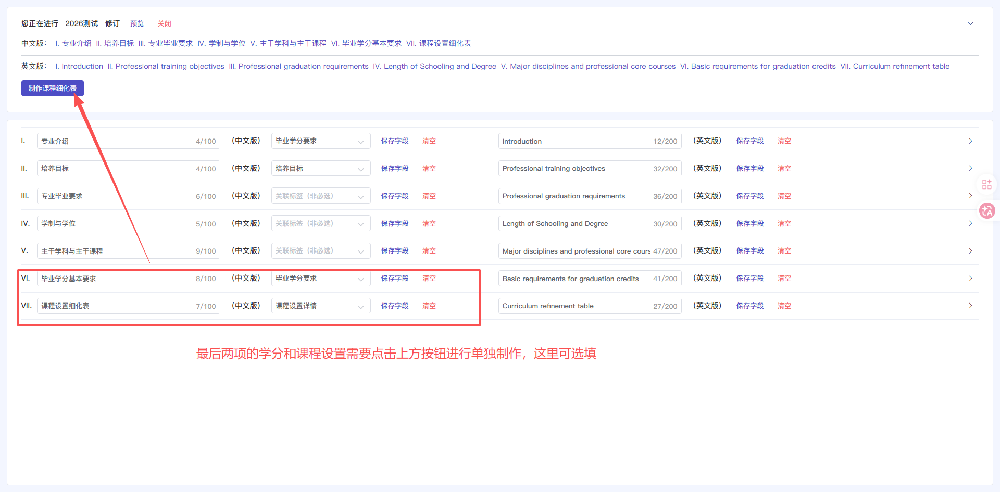 您正在进行 2026测试 修订 预览 关闭
中文版： I. 专业介绍 II. 培养目标 III. 专业毕业要求 IV. 学制与学位 V. 主干学科与主干课程 VI. 毕业学分基本要求 VII. 课程设置细化表
英文版： I. Introduction II. Professional training objectives III. Professional graduation requirements IV. Length of Schooling and Degree V. Major disciplines and professional core courses VI. Basic requirements for graduation credits VII. Curriculum refinement table
制作课程细化表
I. 专业介绍 4/100 （中文版） 毕业学分要求 保存字段 清空 Introduction 12/200 （英文版） 保存字段 清空
II. 培养目标 4/100 （中文版） 培养目标 保存字段 清空 Professional training objectives 32/200 （英文版） 保存字段 清空
III. 专业毕业要求 6/100 （中文版） 关联标签（非必选） 保存字段 清空 Professional graduation requirements 36/200 （英文版） 保存字段 清空
IV. 学制与学位 5/100 （中文版） 关联标签（非必选） 保存字段 清空 Length of Schooling and Degree 30/200 （英文版） 保存字段 清空
V. 主干学科与主干课程 9/100 （中文版） 关联标签（非必选） 保存字段 清空 Major disciplines and professional core cours 47/200 （英文版） 保存字段 清空
VI. 毕业学分基本要求 8/100 （中文版） 毕业学分要求 保存字段 清空 Basic requirements for graduation credits 41/200 （英文版） 保存字段 清空
VII. 课程设置细化表 7/100 （中文版） 课程设置详情 保存字段 清空 Curriculum refinement table 27/200 （英文版） 保存字段 清空
最后两项的学分和课程设置需要点击上方按钮进行单独制作，这里可选填